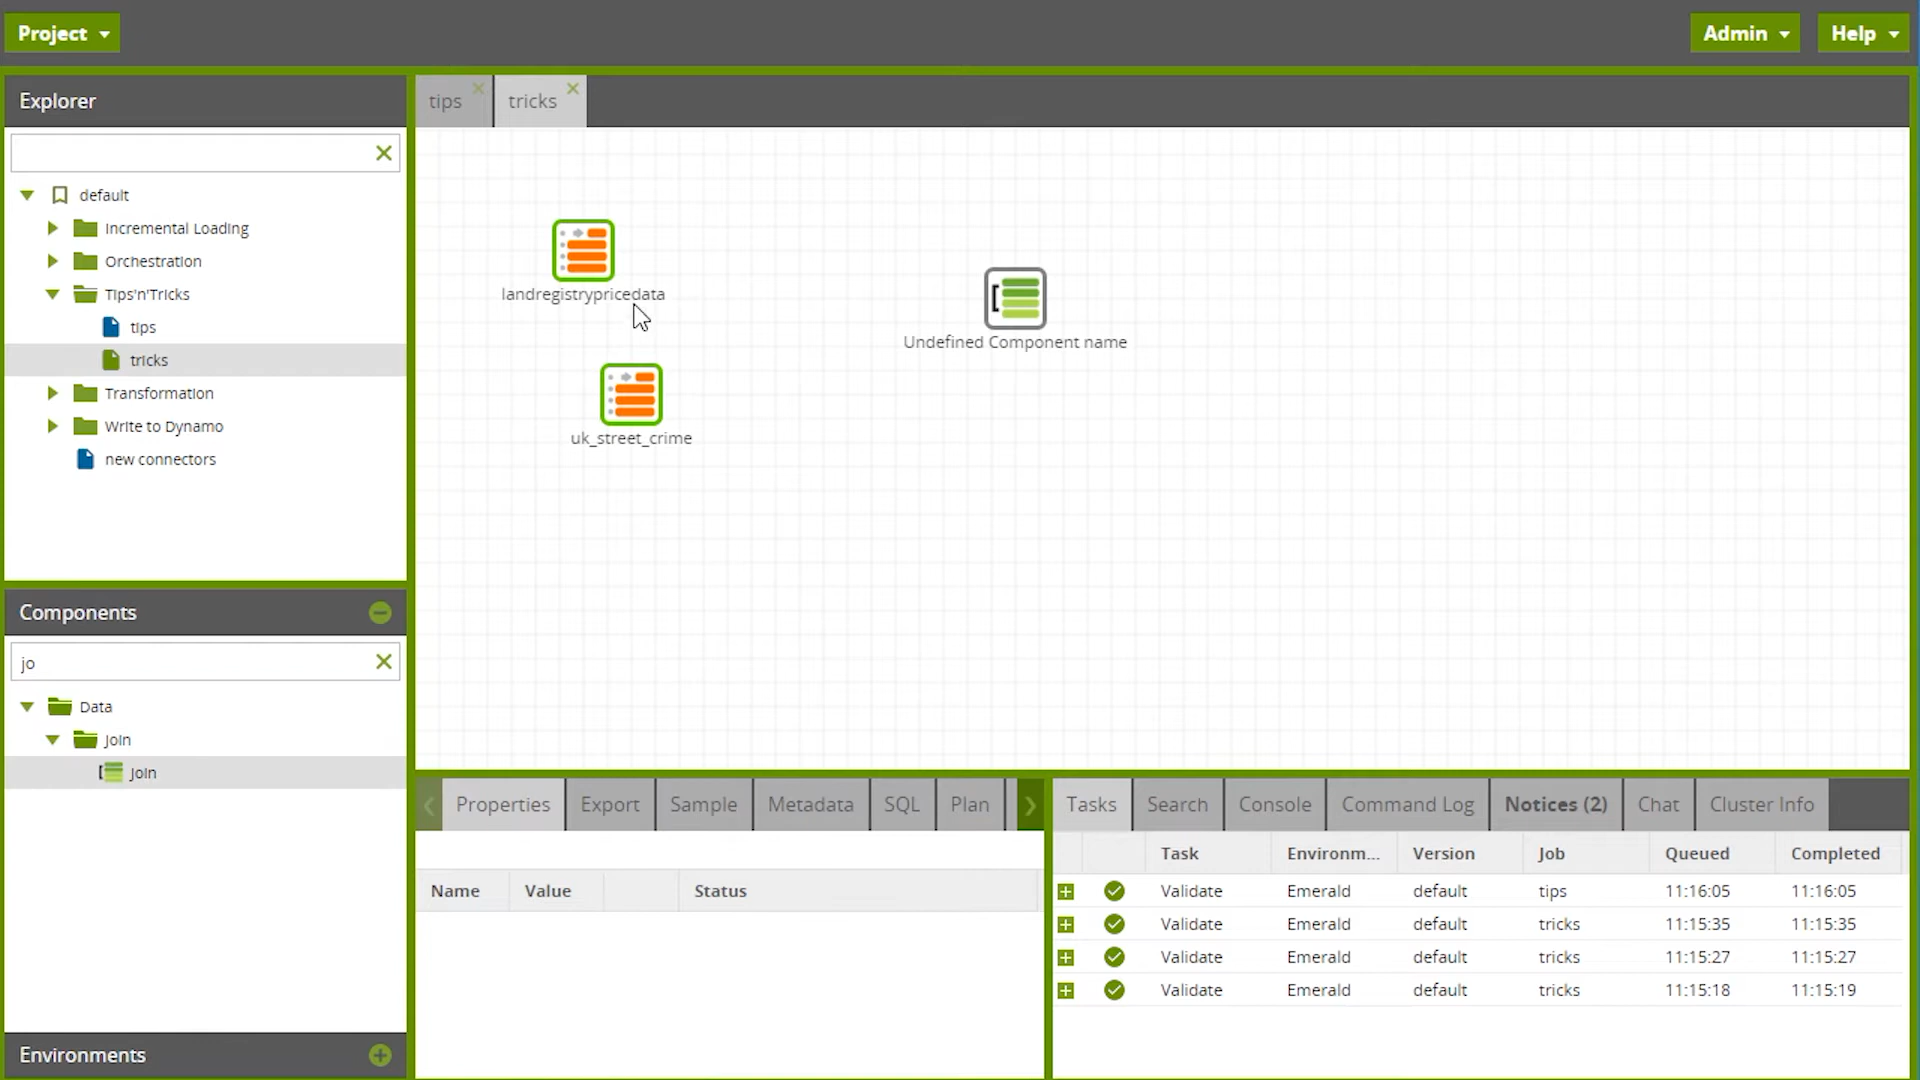 Project
Admin
Help
Explorer
tips
tricks
default
Incremental Loading
Orchestration
Tips'n'Tricks
tips
tricks
Transformation
Write to Dynamo
new connectors
landregistrypricedata
uk_street_crime
Undefined Component name
Components
jo
Data
Join
Join
Environments
Properties
Export
Sample
Metadata
SQL
Plan
Name Value Status
Tasks
Search
Console
Command Log
Notices (2)
Chat
Cluster Info
Task Environm... Version Job Queued Completed
Validate Emerald default tips 11:16:05 11:16:05
Validate Emerald default tricks 11:15:35 11:15:35
Validate Emerald default tricks 11:15:27 11:15:27
Validate Emerald default tricks 11:15:18 11:15:19